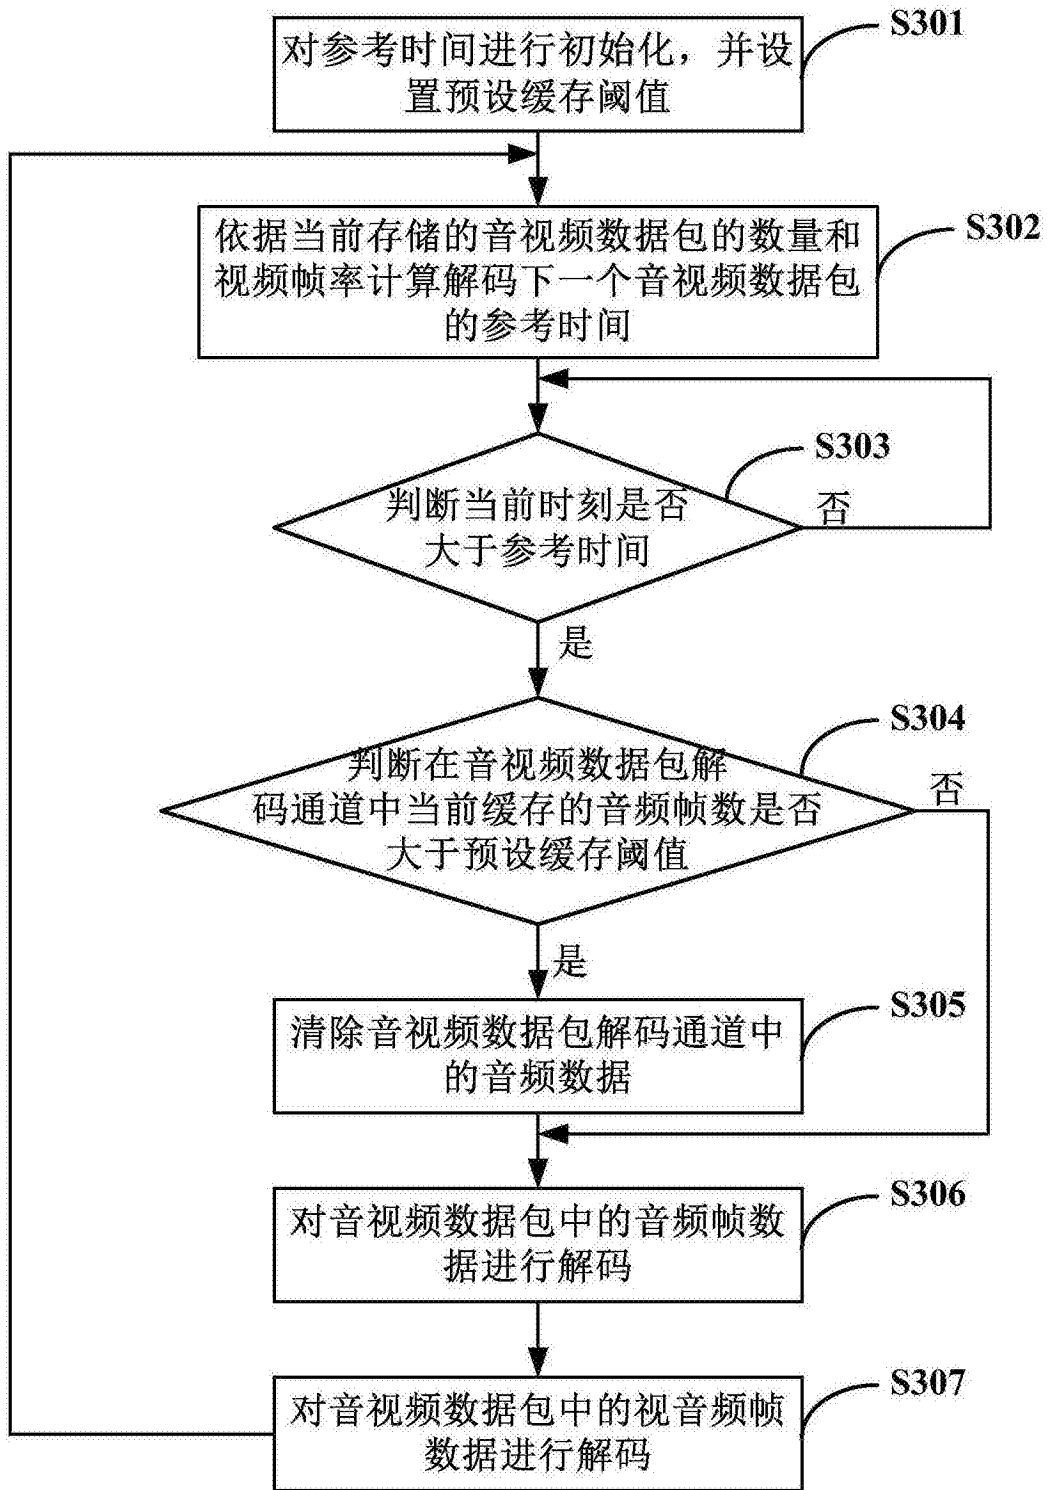 S301
对参考时间进行初始化，并设
置预设缓存阈值
S302
依据当前存储的音视频数据包的数量和
视频帧率计算解码下一个音视频数据包
的参考时间
S303
判断当前时刻是否
大于参考时间
否
是
S304
判断在音视频数据包解
码通道中当前缓存的音频帧数是否
大于预设缓存阈值
否
是
S305
清除音视频数据包解码通道中
的音频数据
S306
对音视频数据包中的音频帧数
据进行解码
S307
对音视频数据包中的视音频帧
数据进行解码